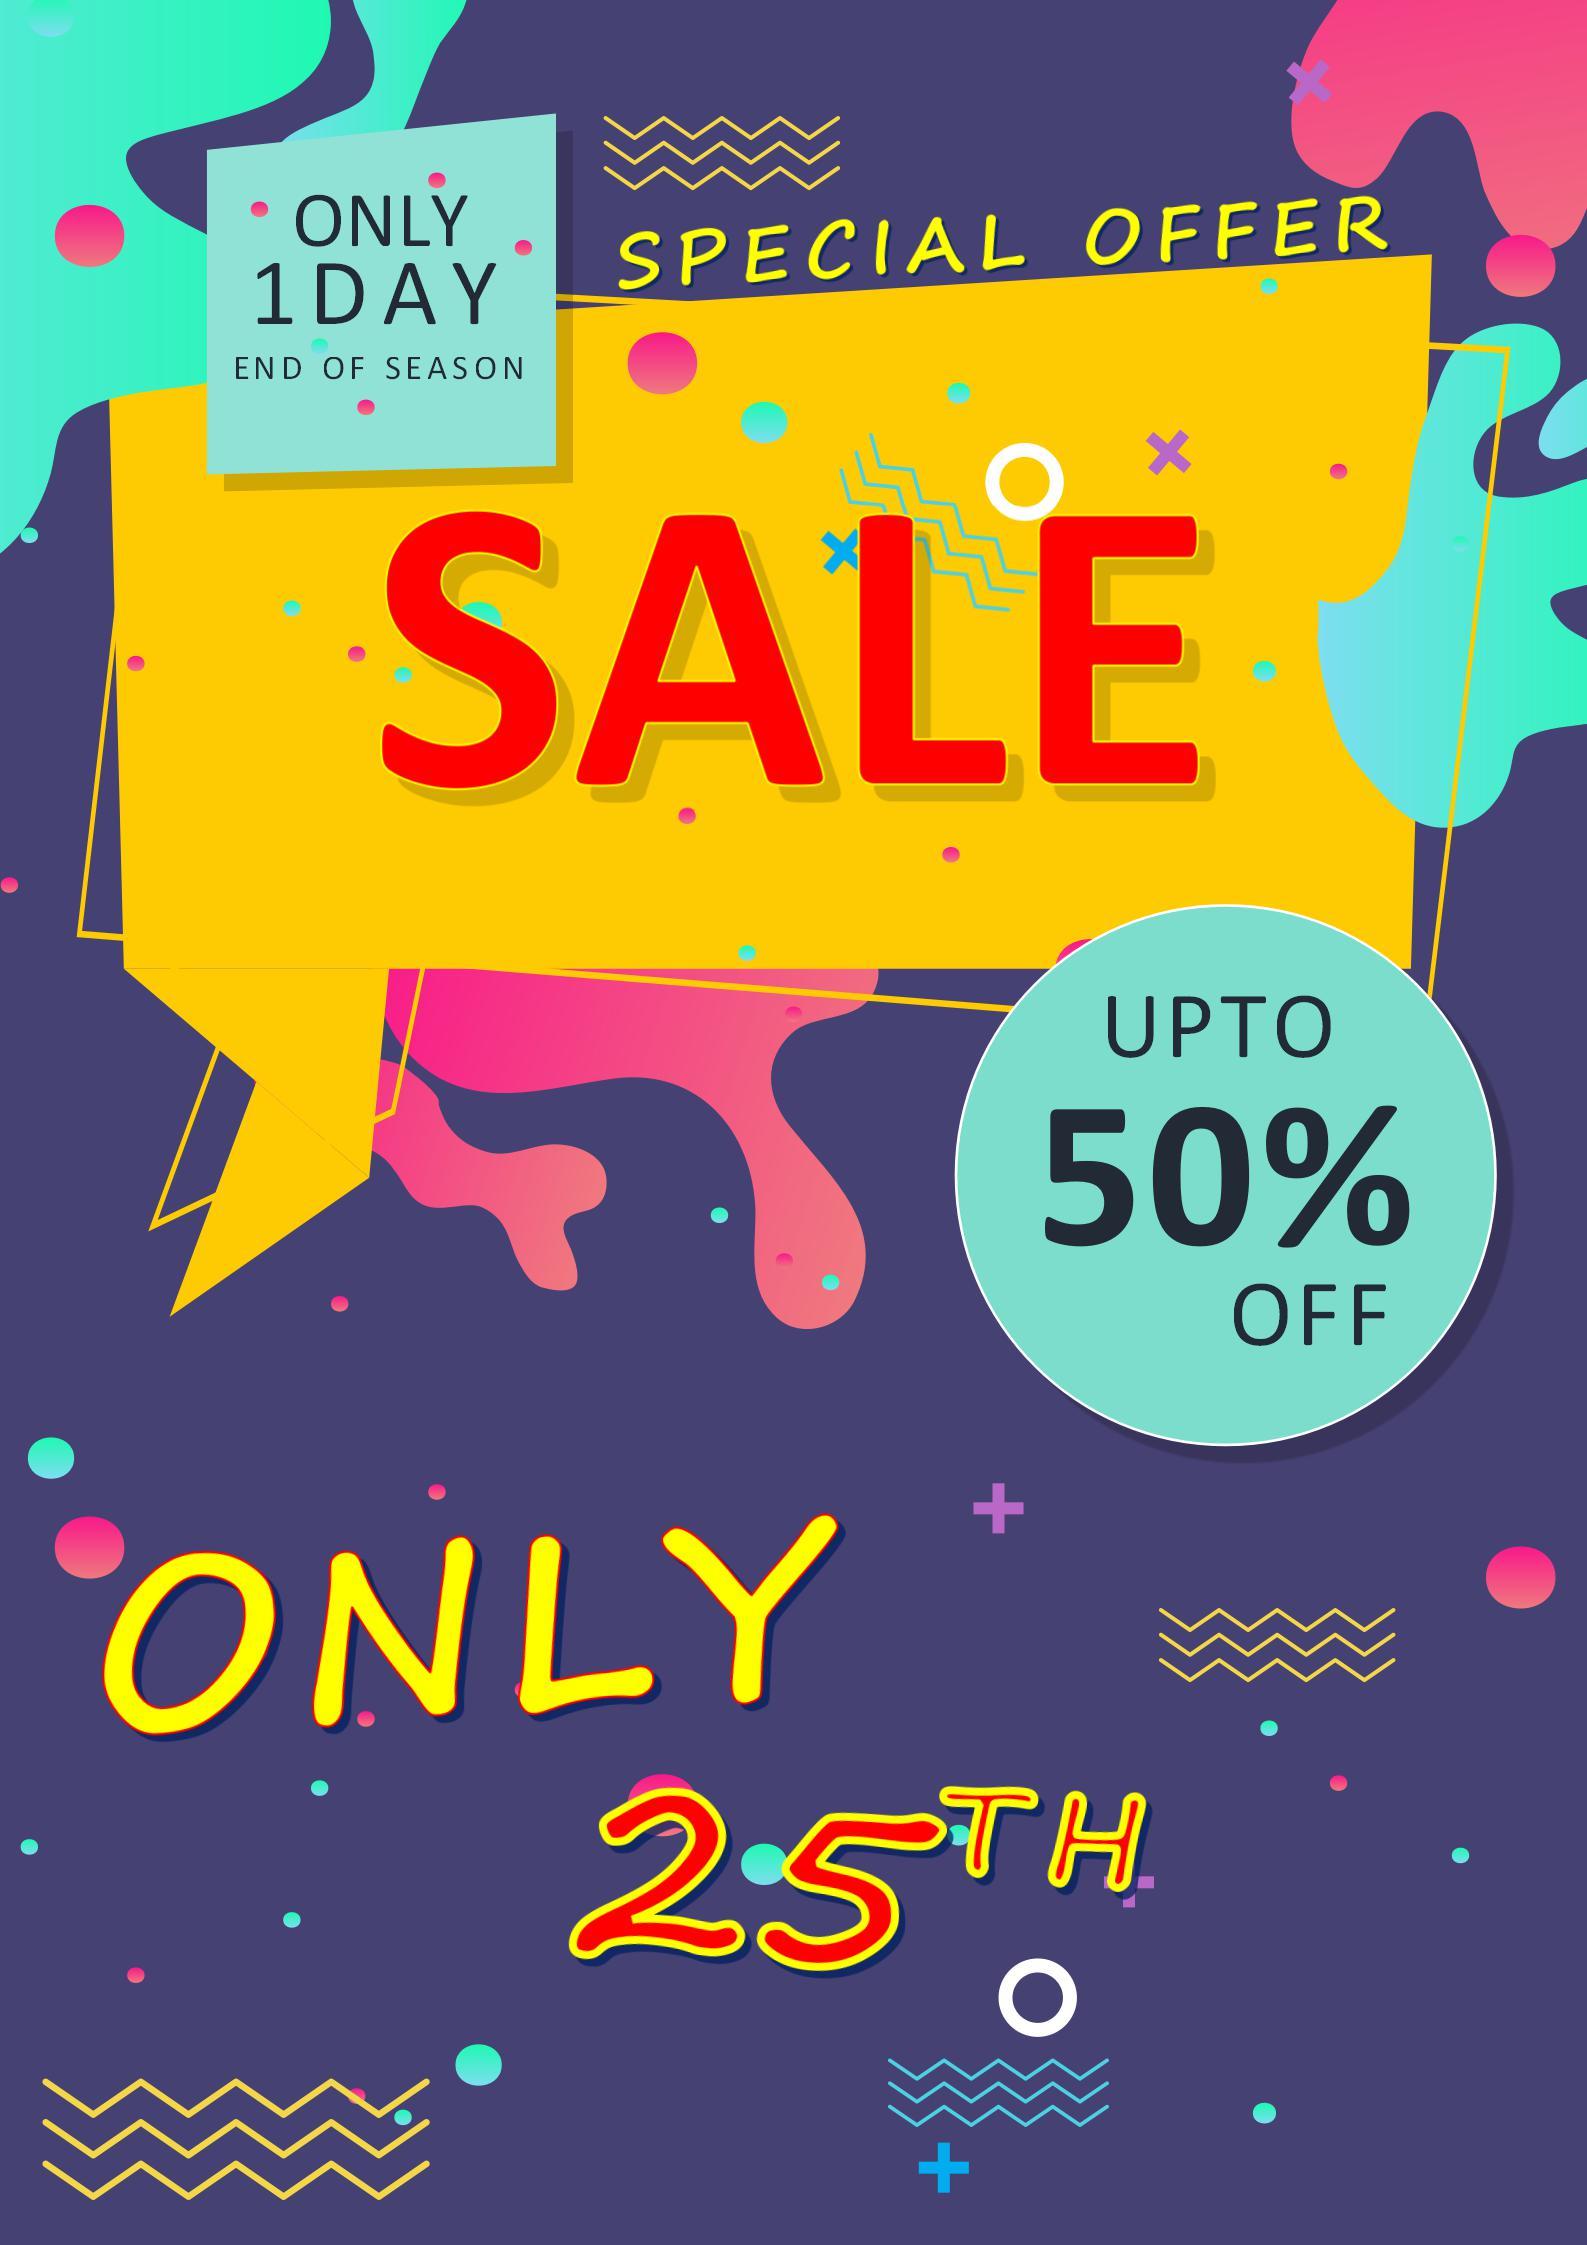 ONLY
1DAY
END OF SEASON
SPECIAL OFFER
SALE
UPTO
50%
OFF
ONLY
25TH